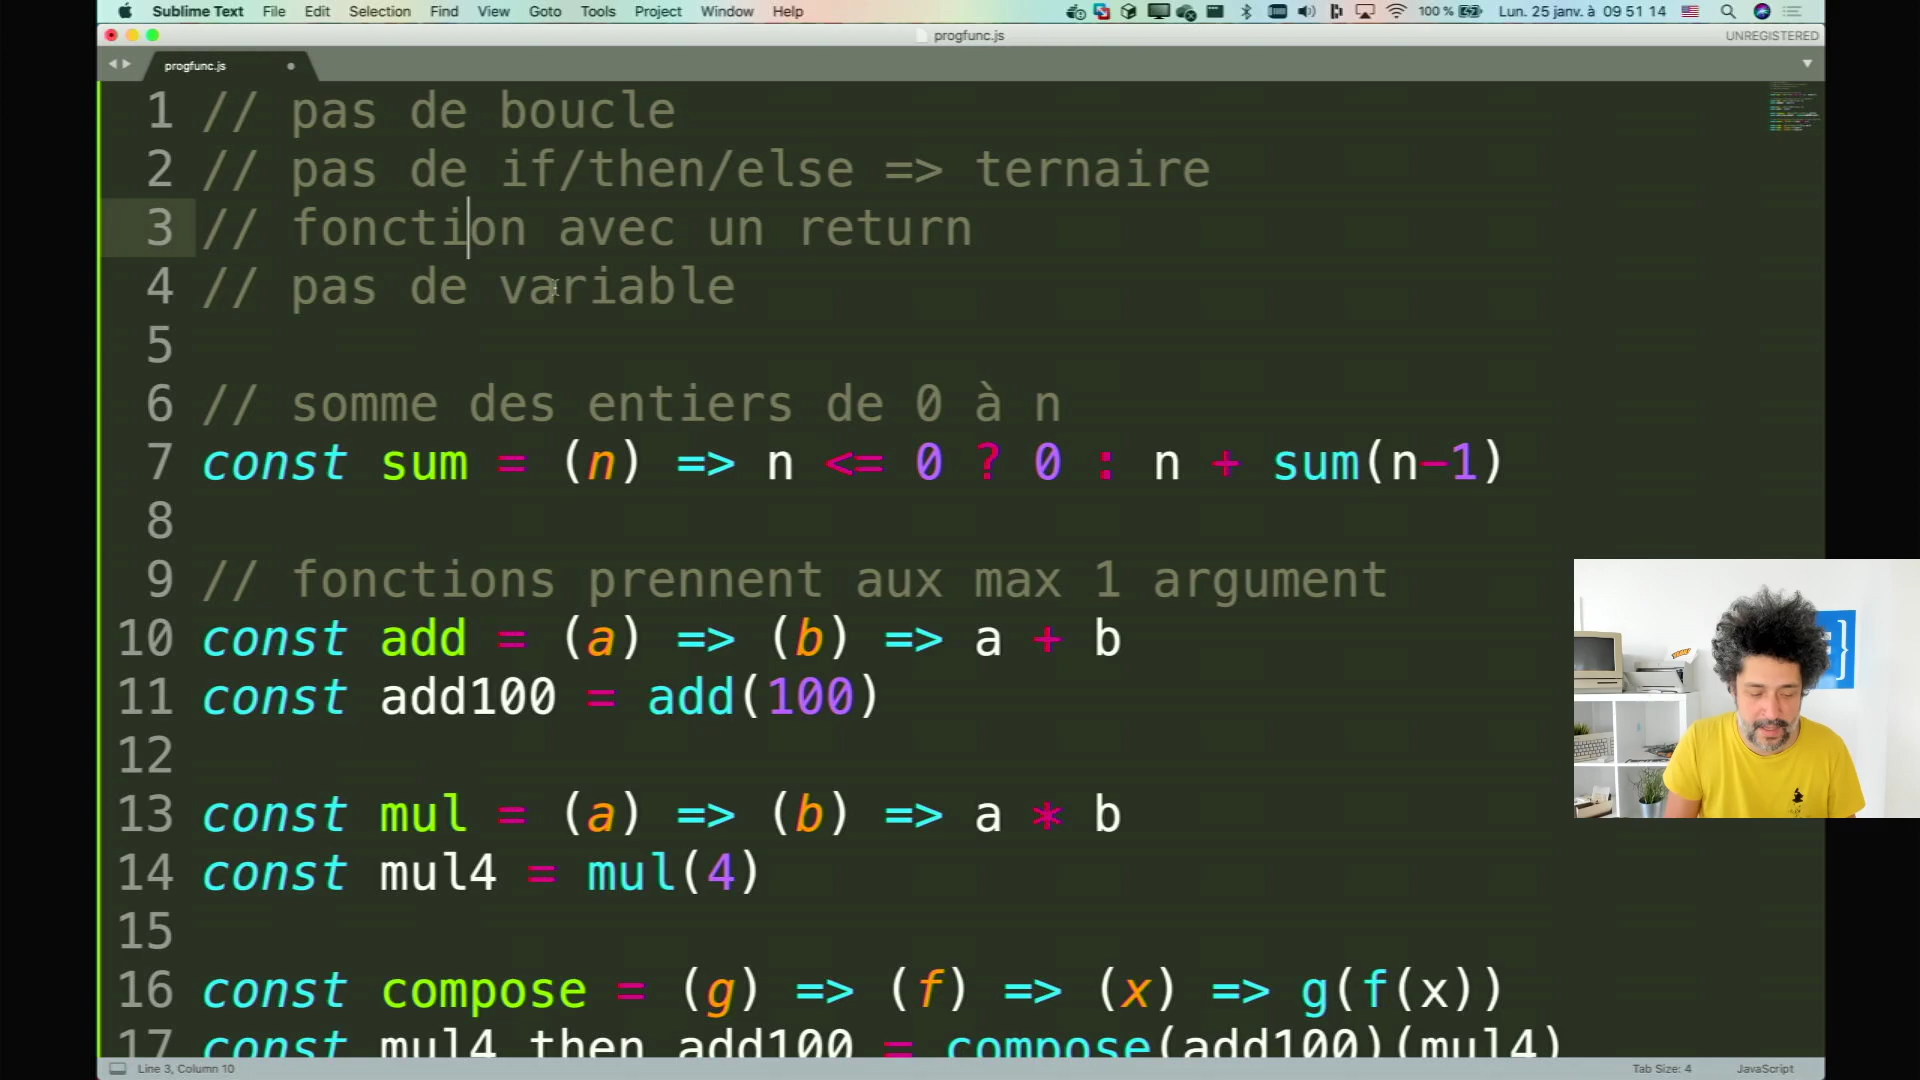 Sublime Text File Edit Selection Find View Goto Tools Project Window Help 100 % Lun. 25 janv. à 09 51 14
progfunc.js UNREGISTERED
progfunc.js
1 // pas de boucle
2 // pas de if/then/else => ternaire
3 // fonction avec un return
4 // pas de variable
5
6 // somme des entiers de 0 à n
7 const sum = (n) => n <= 0 ? 0 : n + sum(n-1)
8
9 // fonctions prennent aux max 1 argument
10 const add = (a) => (b) => a + b
11 const add100 = add(100)
12
13 const mul = (a) => (b) => a * b
14 const mul4 = mul(4)
15
16 const compose = (g) => (f) => (x) => g(f(x))
17 const mul4_then_add100 = compose(add100)(mul4)
Line 3, Column 10 Tab Size: 4 JavaScript